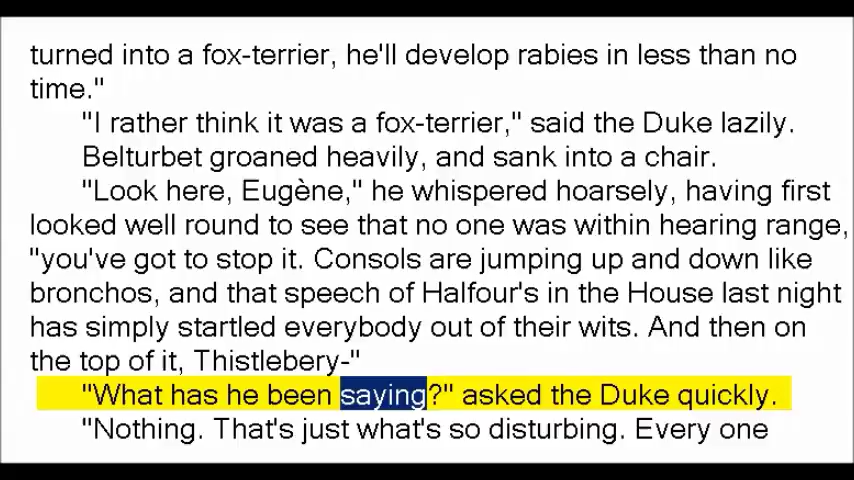 turned into a fox-terrier, he'll develop rabies in less than no
time."
"I rather think it was a fox-terrier," said the Duke lazily.
Belturbet groaned heavily, and sank into a chair.
"Look here, Eugène," he whispered hoarsely, having first
looked well round to see that no one was within hearing range,
"you've got to stop it. Consols are jumping up and down like
bronchos, and that speech of Halfour's in the House last night
has simply startled everybody out of their wits. And then on
the top of it, Thistlebery-"
"What has he been saying?" asked the Duke quickly.
"Nothing. That's just what's so disturbing. Every one